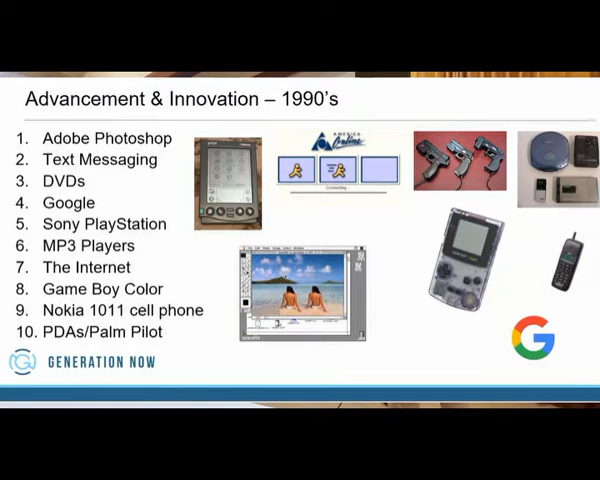 Advancement & Innovation – 1990's
1. Adobe Photoshop
2. Text Messaging
3. DVDs
4. Google
5. Sony PlayStation
6. MP3 Players
7. The Internet
8. Game Boy Color
9. Nokia 1011 cell phone
10. PDAs/Palm Pilot
AMERICA
Online
G
GENERATION NOW